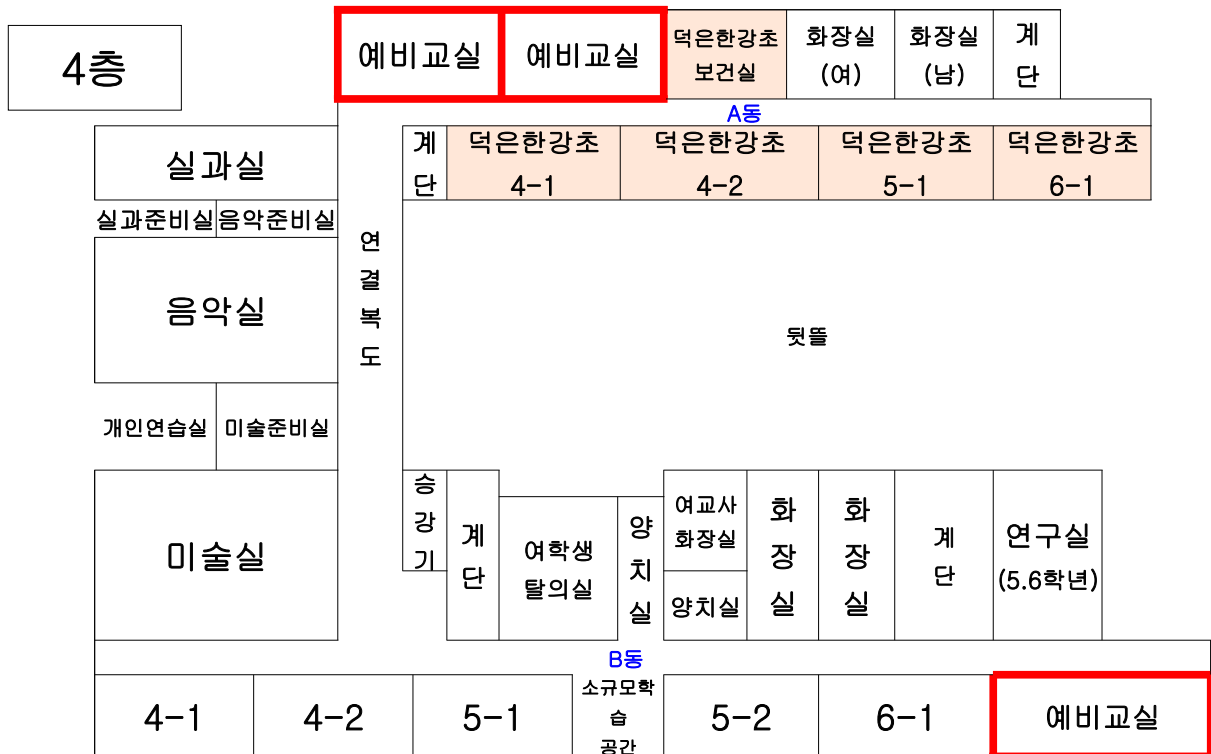 4층
예비교실
예비교실
덕은한강초
보건실
화장실
(여)
화장실
(남)
계
단
A동
실과실
계
단
덕은한강초
4-1
덕은한강초
4-2
덕은한강초
5-1
덕은한강초
6-1
실과준비실
음악준비실
연
결
복
도
음악실
뒷뜰
개인연습실
미술준비실
미술실
승
강
기
계
단
여학생
탈의실
양
치
실
여교사
화장실
양치실
화
장
실
화
장
실
계
단
연구실
(5.6학년)
B동
4-1
4-2
5-1
소규모학
습
공간
5-2
6-1
예비교실